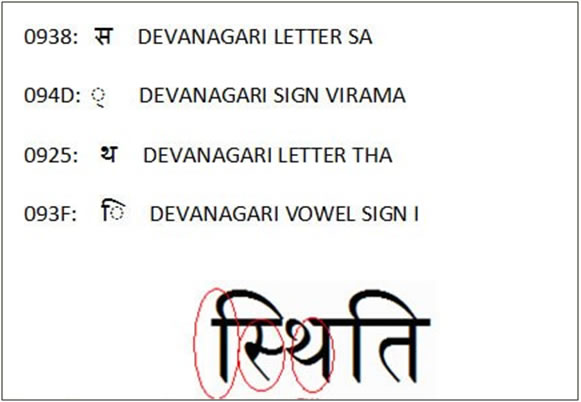 0938: स DEVANAGARI LETTER SA
094D: ् DEVANAGARI SIGN VIRAMA
0925: थ DEVANAGARI LETTER THA
093F: ि DEVANAGARI VOWEL SIGN I
स्थिति